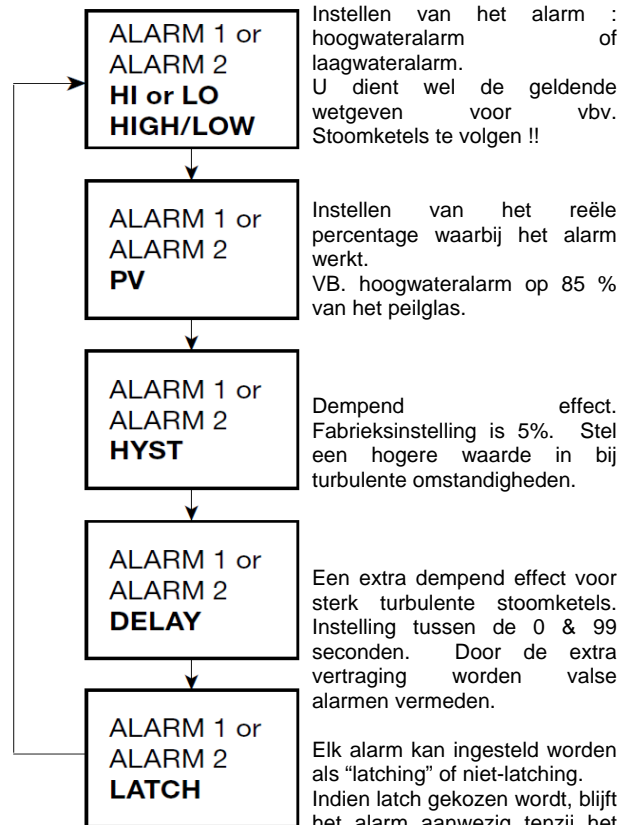 ALARM 1 or
ALARM 2
HI or LO
HIGH/LOW
Instellen van het alarm :
hoogwateralarm of
laagwateralarm.
U dient wel de geldende
wetgeven voor vbv.
Stoomketels te volgen !!
ALARM 1 or
ALARM 2
PV
Instellen van het reële
percentage waarbij het alarm
werkt.
VB. hoogwateralarm op 85 %
van het peilglas.
ALARM 1 or
ALARM 2
HYST
Dempend effect.
Fabrieksinstelling is 5%. Stel
een hogere waarde in bij
turbulente omstandigheden.
ALARM 1 or
ALARM 2
DELAY
Een extra dempend effect voor
sterk turbulente stoomketels.
Instelling tussen de 0 & 99
seconden. Door de extra
vertraging worden valse
alarmen vermeden.
ALARM 1 or
ALARM 2
LATCH
Elk alarm kan ingesteld worden
als “latching” of niet-latching.
Indien latch gekozen wordt, blijft
het alarm aanwezig tenzij het